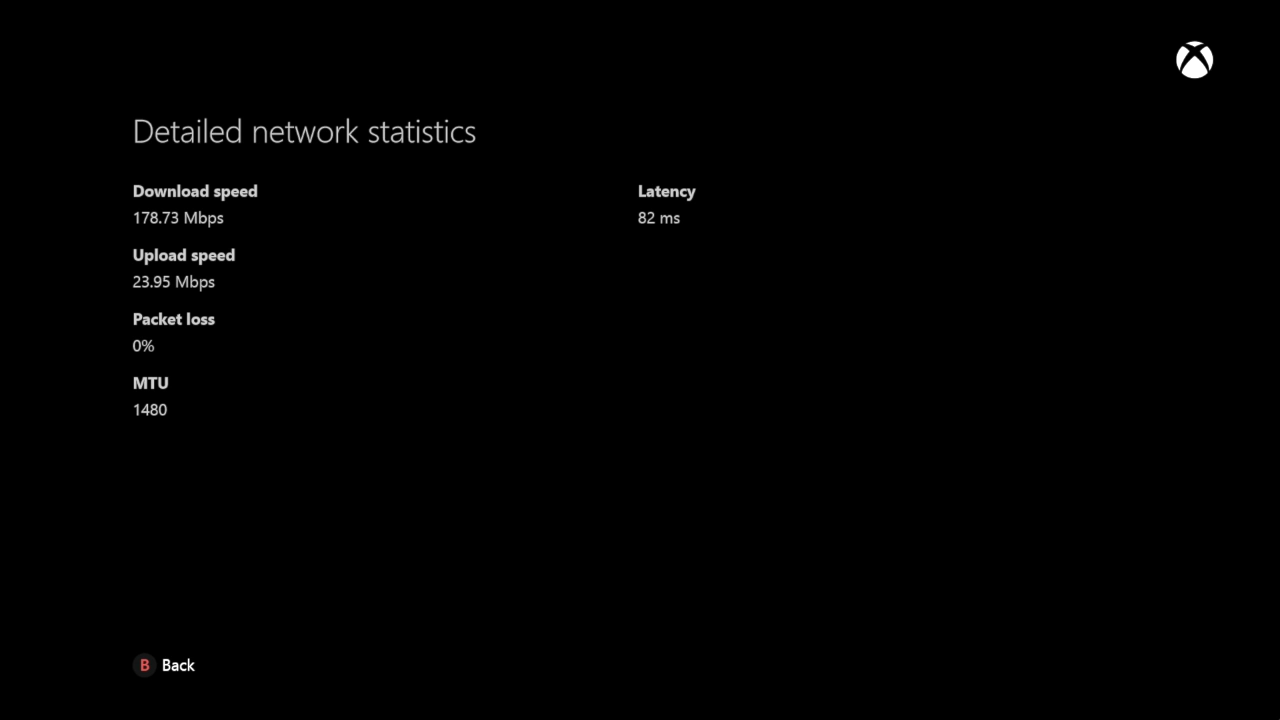 Detailed network statistics
Download speed
178.73 Mbps
Upload speed
23.95 Mbps
Packet loss
0%
MTU
1480
Latency
82 ms
B Back